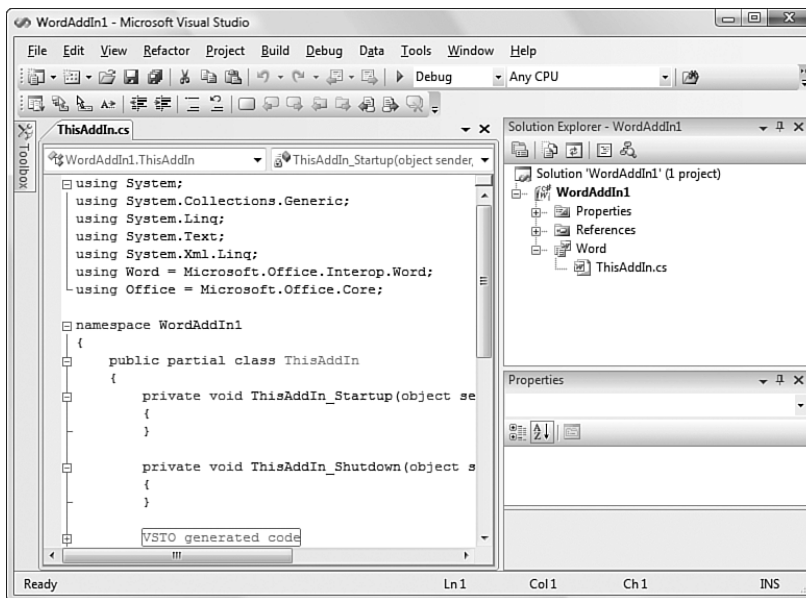 WordAddIn1 - Microsoft Visual Studio
File Edit View Refactor Project Build Debug Data Tools Window Help
Debug Any CPU
Toolbox
ThisAddIn.cs
WordAddIn1.ThisAddIn ThisAddIn_Startup(object sender,
using System;
using System.Collections.Generic;
using System.Linq;
using System.Text;
using System.Xml.Linq;
using Word = Microsoft.Office.Interop.Word;
using Office = Microsoft.Office.Core;
namespace WordAddIn1
{
public partial class ThisAddIn
{
private void ThisAddIn_Startup(object se
{
}
private void ThisAddIn_Shutdown(object s
{
}
VSTO generated code
Solution Explorer - WordAddIn1
Solution 'WordAddIn1' (1 project)
WordAddIn1
Properties
References
Word
ThisAddIn.cs
Properties
Ready Ln 1 Col 1 Ch 1 INS